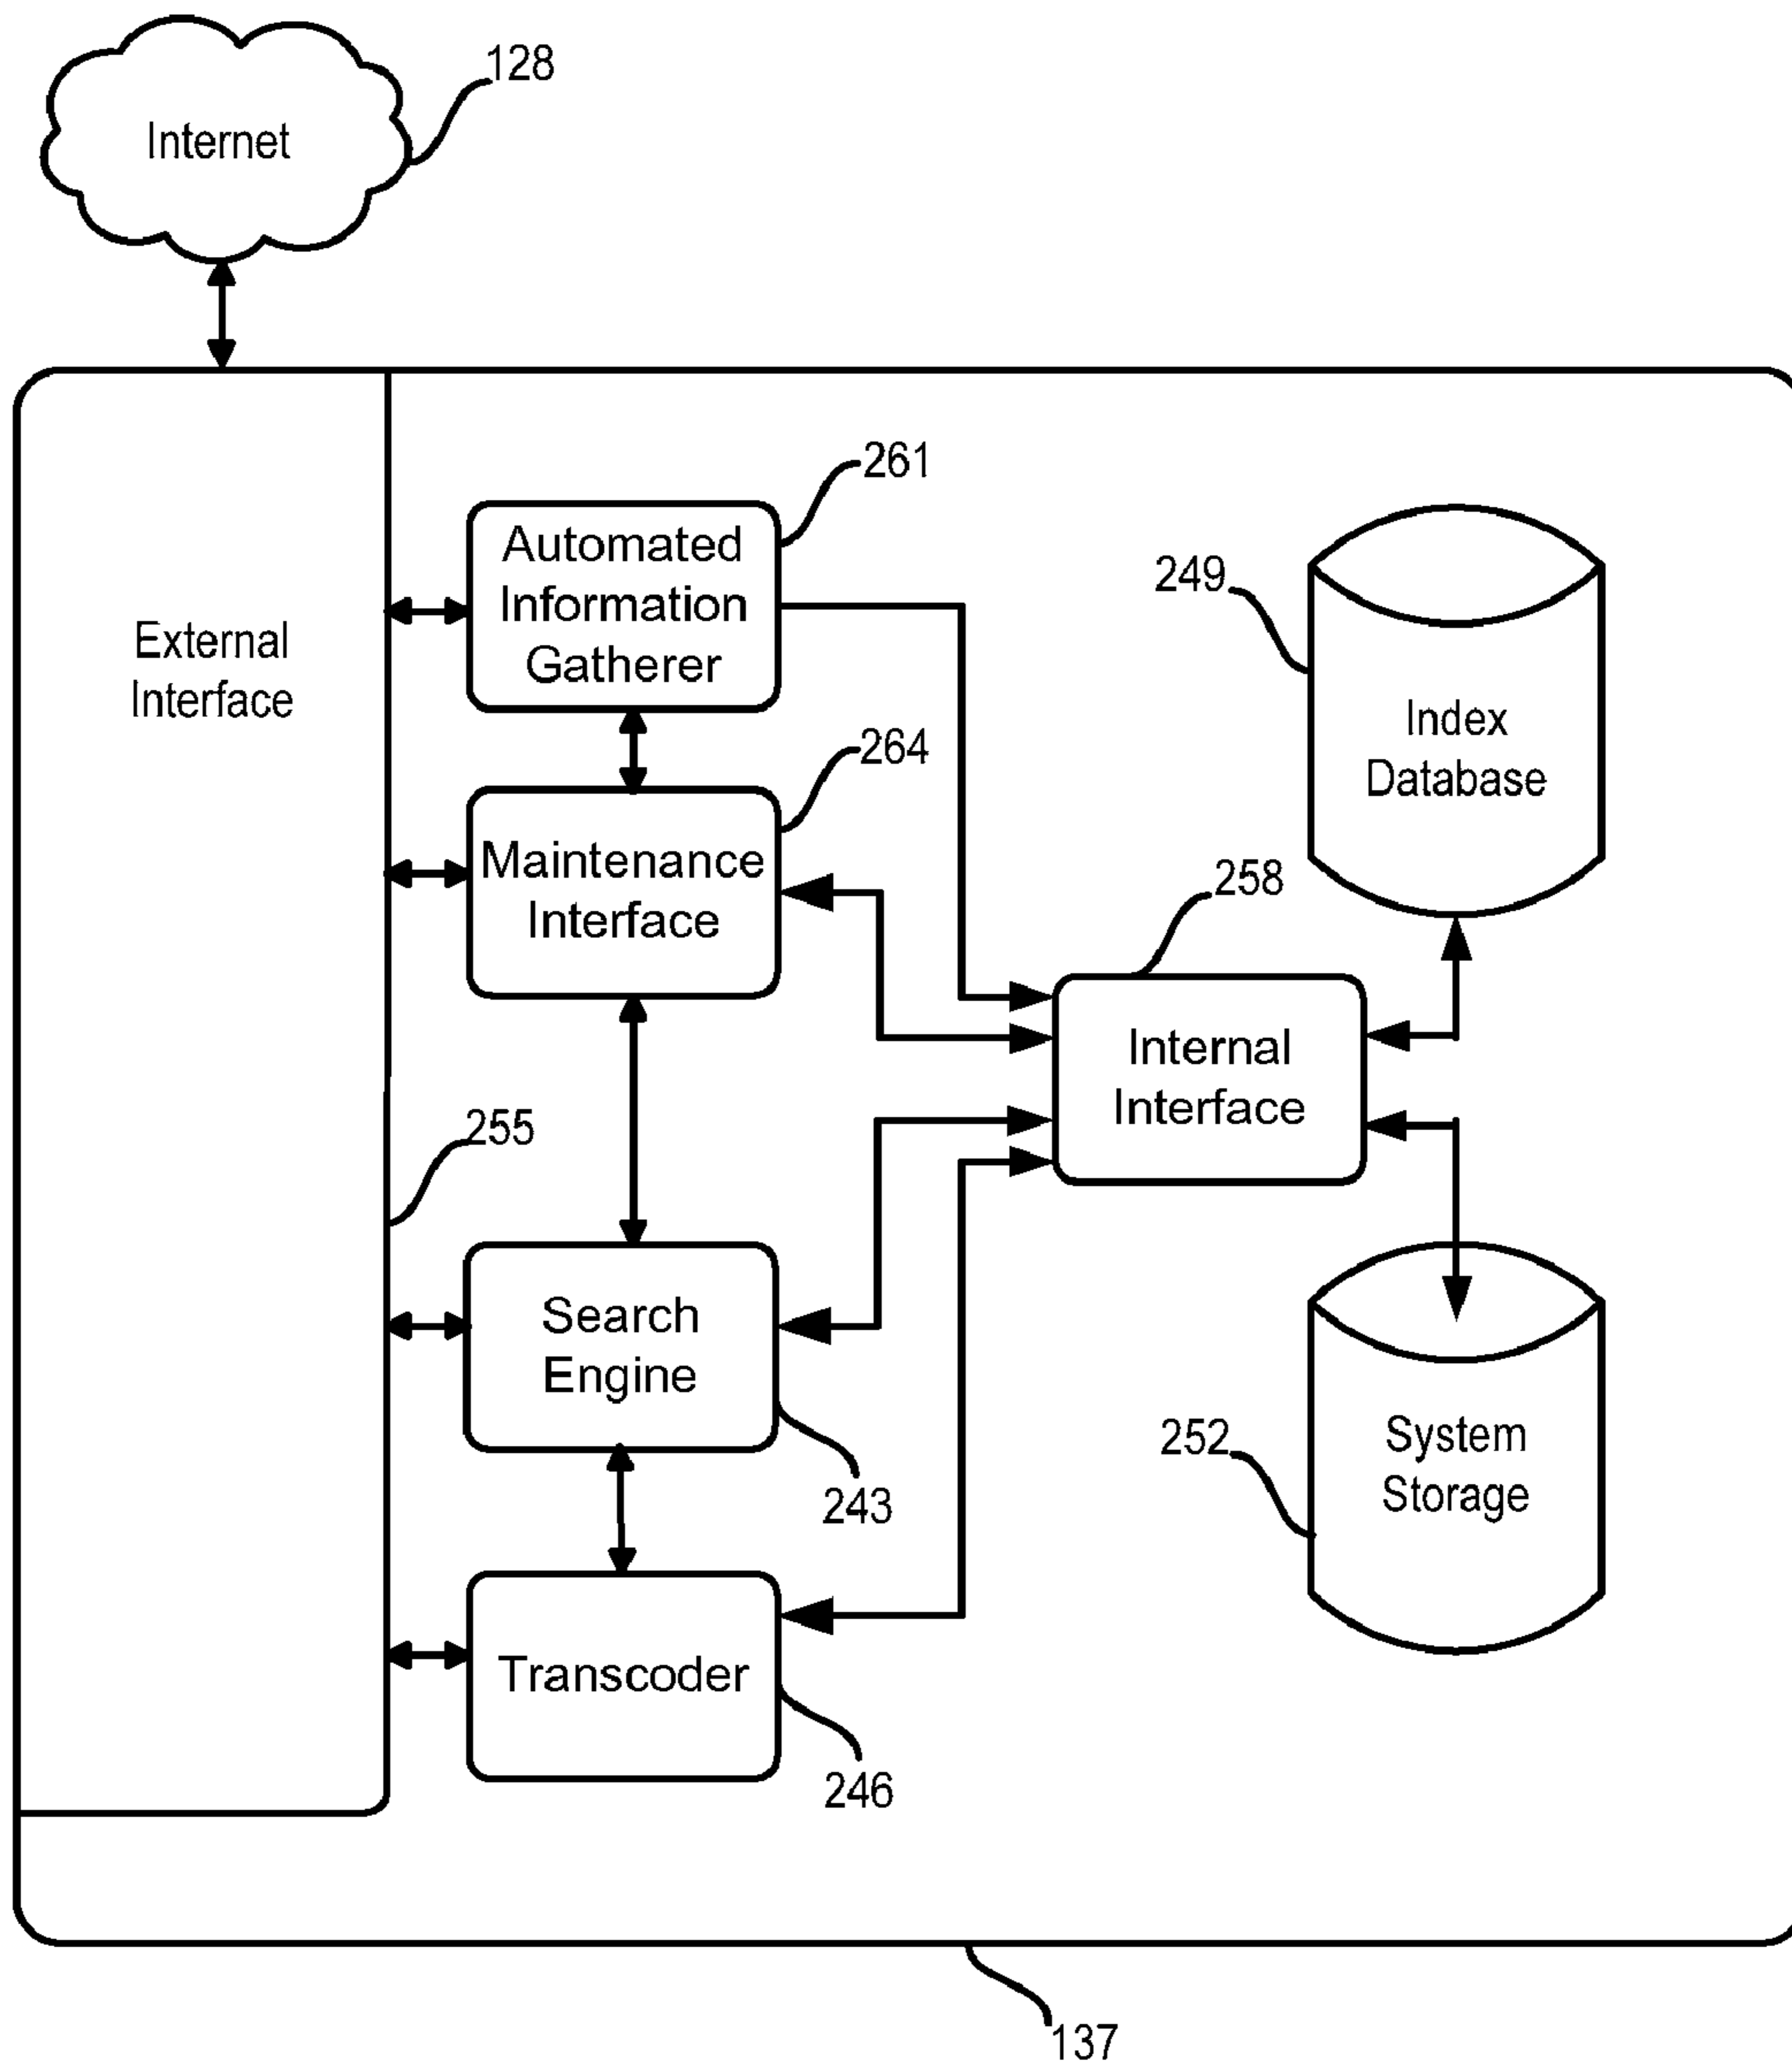 128
Internet
261
Automated
Information
Gatherer
249
External
Interface
Index
Database
264
Maintenance
Interface
258
Internal
Interface
255
Search
Engine
252
System
Storage
243
Transcoder
246
137